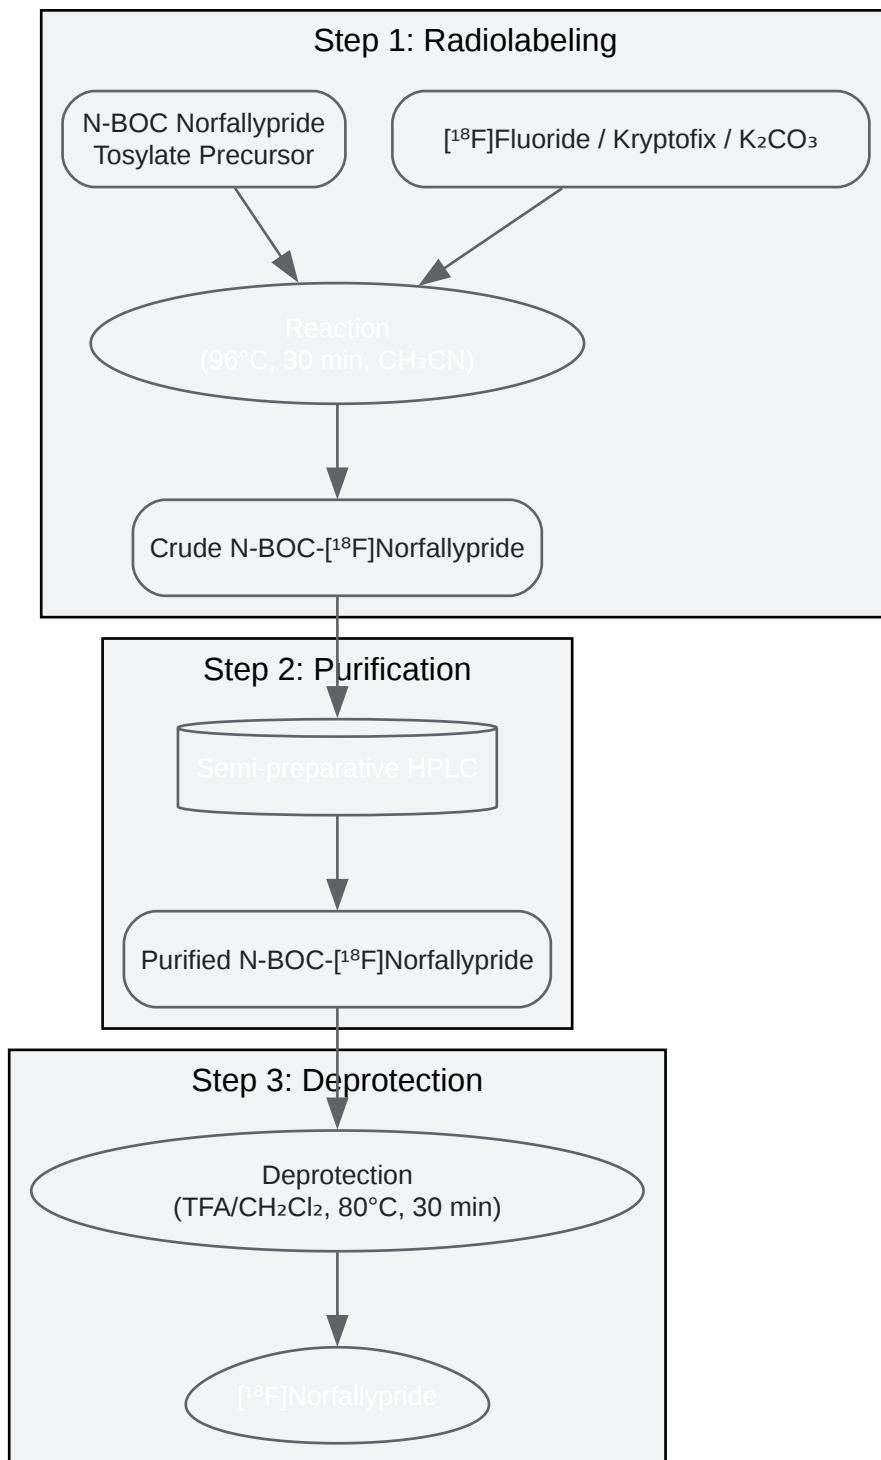 Step 1: Radiolabeling
N-BOC Norfallypride
Tosylate Precursor
[¹⁸F]Fluoride / Kryptofix / K₂CO₃
Reaction
(96°C, 30 min, CH₃CN)
Crude N-BOC-[¹⁸F]Norfallypride
Step 2: Purification
Semi-preparative HPLC
Purified N-BOC-[¹⁸F]Norfallypride
Step 3: Deprotection
Deprotection
(TFA/CH₂Cl₂, 80°C, 30 min)
[¹⁸F]Norfallypride